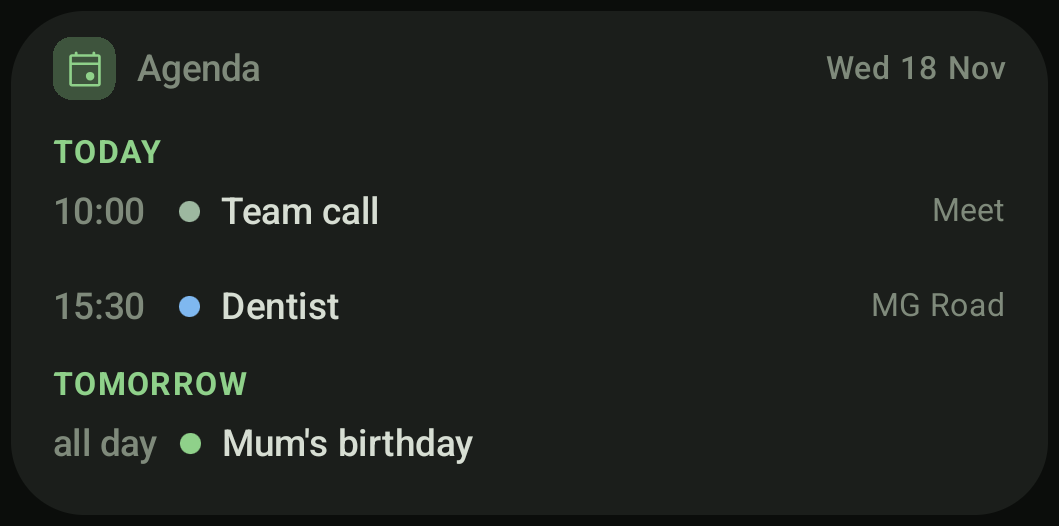 Agenda Wed 18 Nov
TODAY
10:00 Team call Meet
15:30 Dentist MG Road
TOMORROW
all day Mum's birthday